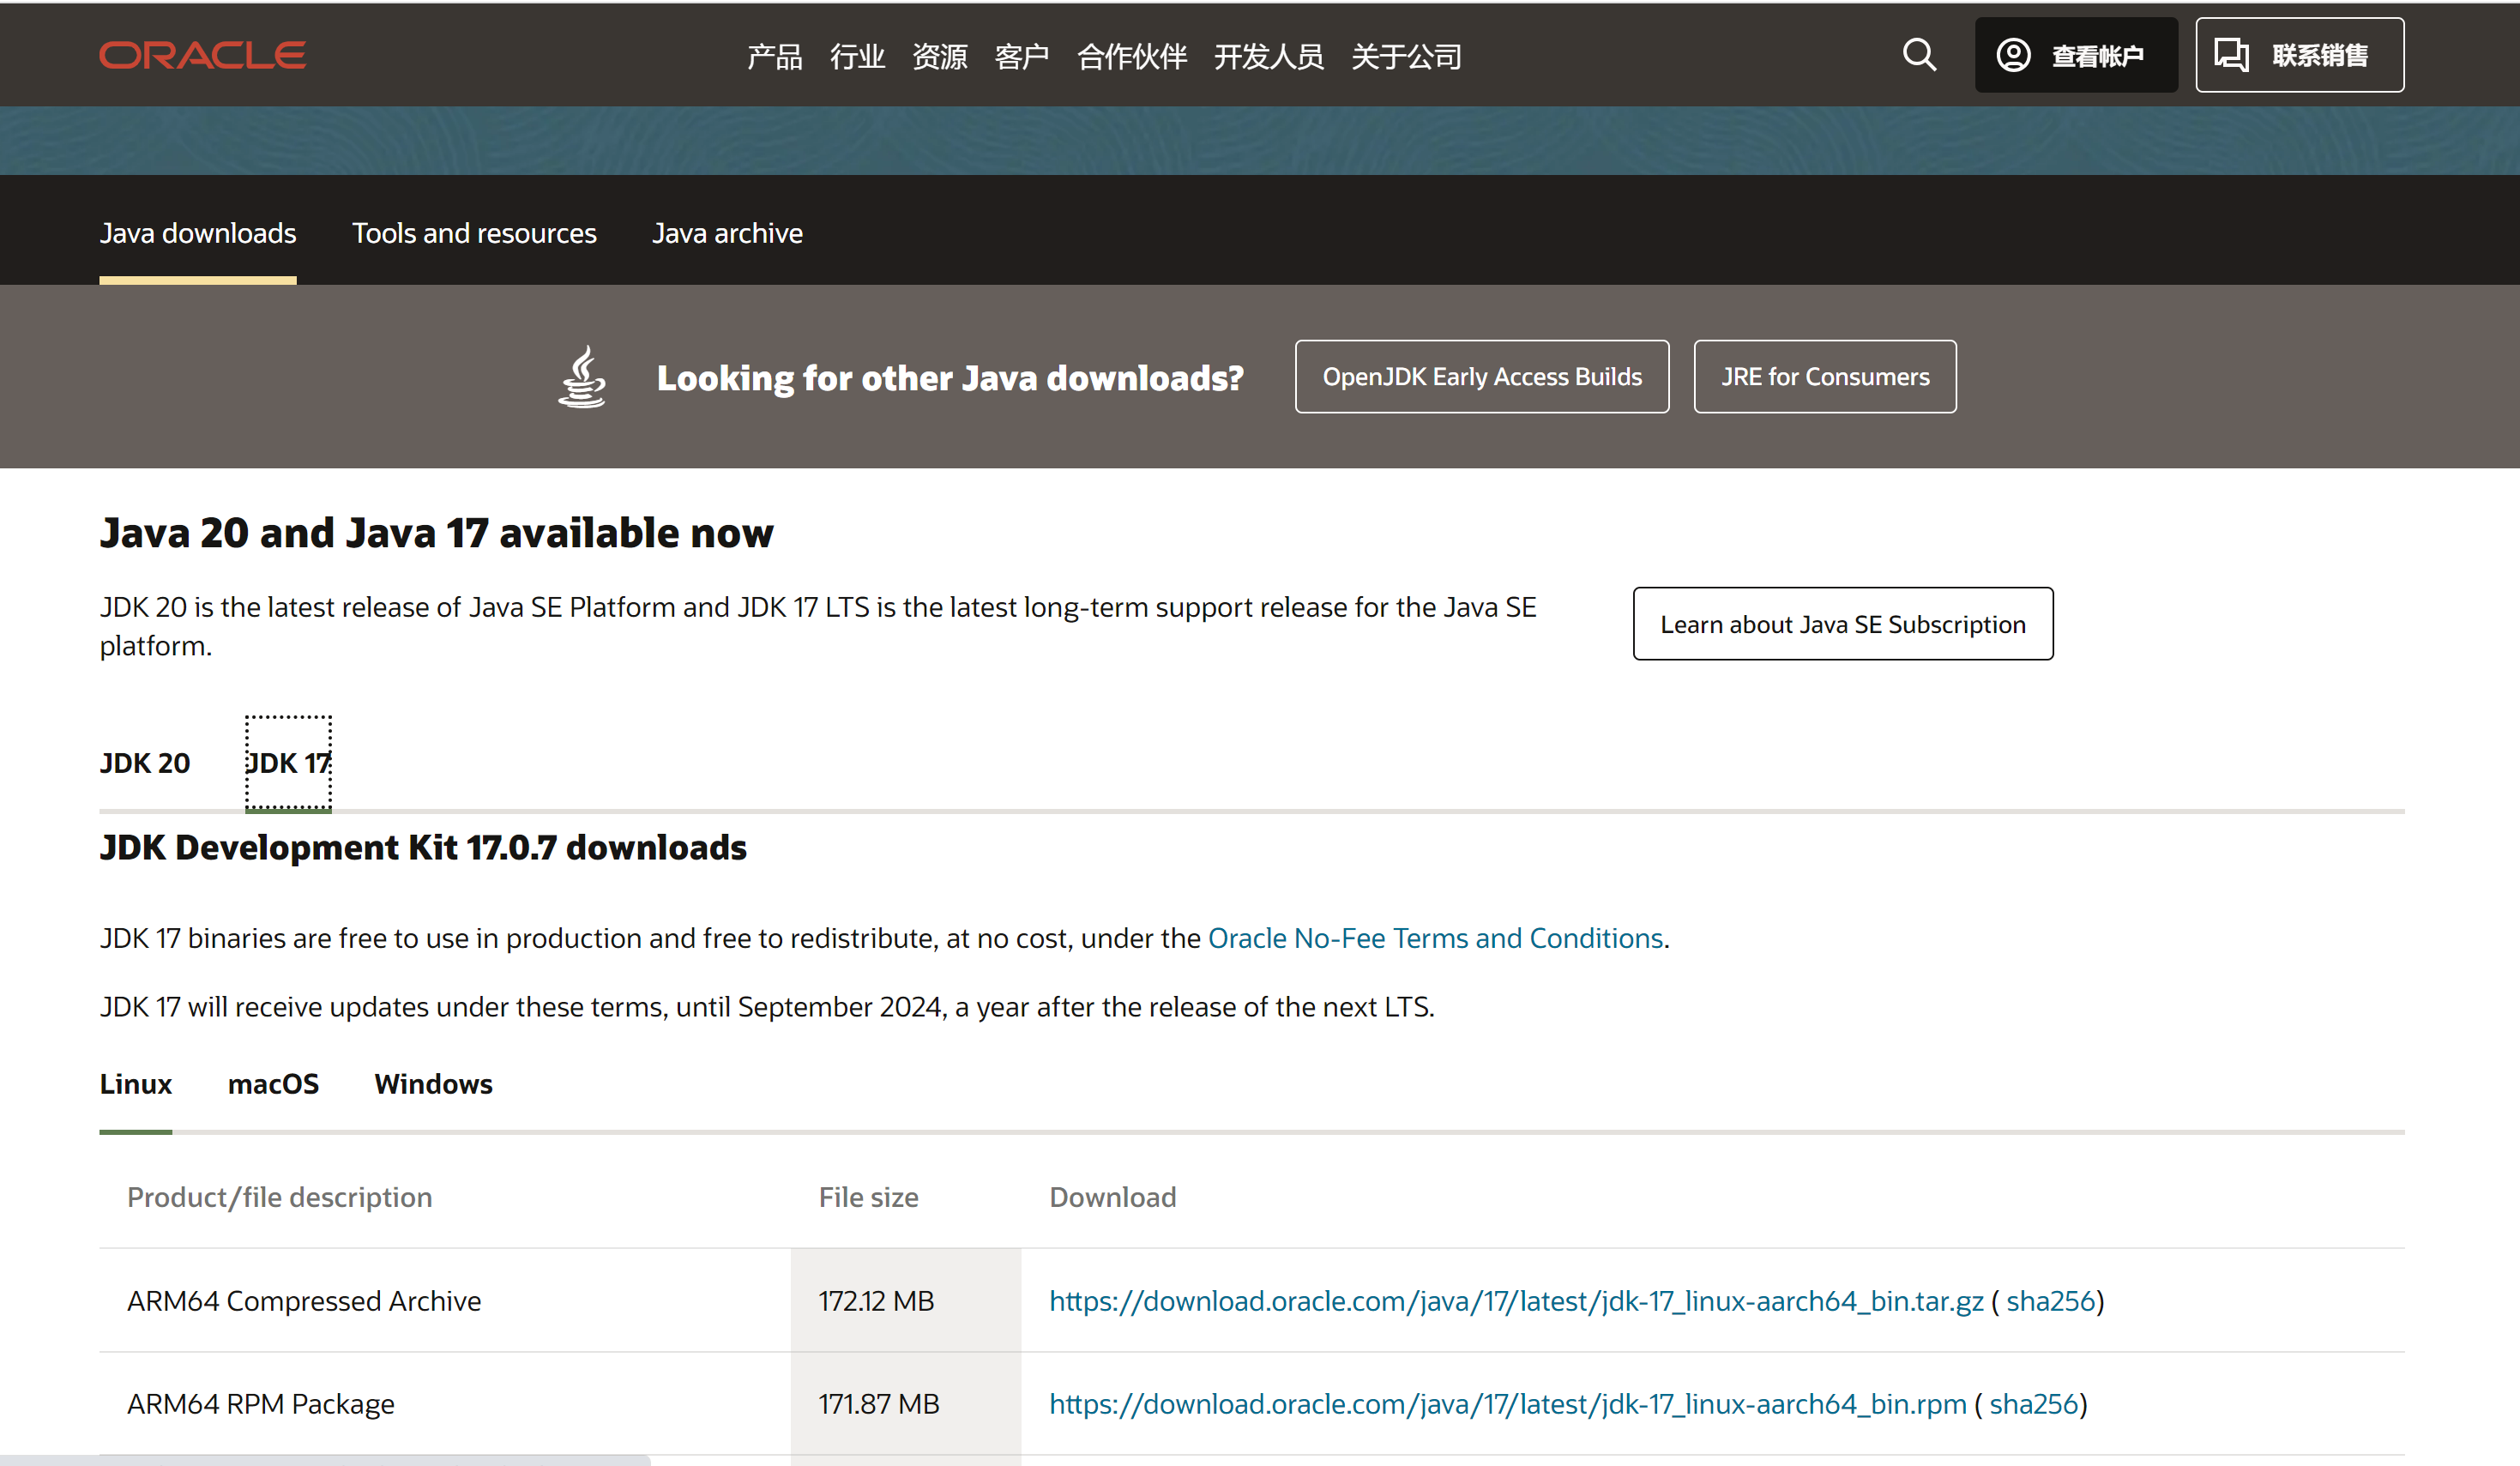 ORACLE
产品 行业 资源 客户 合作伙伴 开发人员 关于公司
查看帐户
联系销售
Java downloads Tools and resources Java archive
Looking for other Java downloads?
OpenJDK Early Access Builds
JRE for Consumers
Java 20 and Java 17 available now
JDK 20 is the latest release of Java SE Platform and JDK 17 LTS is the latest long-term support release for the Java SE
platform.
Learn about Java SE Subscription
JDK 20 JDK 17
JDK Development Kit 17.0.7 downloads
JDK 17 binaries are free to use in production and free to redistribute, at no cost, under the Oracle No-Fee Terms and Conditions.
JDK 17 will receive updates under these terms, until September 2024, a year after the release of the next LTS.
Linux macOS Windows
Product/file description File size Download
ARM64 Compressed Archive 172.12 MB https://download.oracle.com/java/17/latest/jdk-17_linux-aarch64_bin.tar.gz ( sha256)
ARM64 RPM Package 171.87 MB https://download.oracle.com/java/17/latest/jdk-17_linux-aarch64_bin.rpm ( sha256)